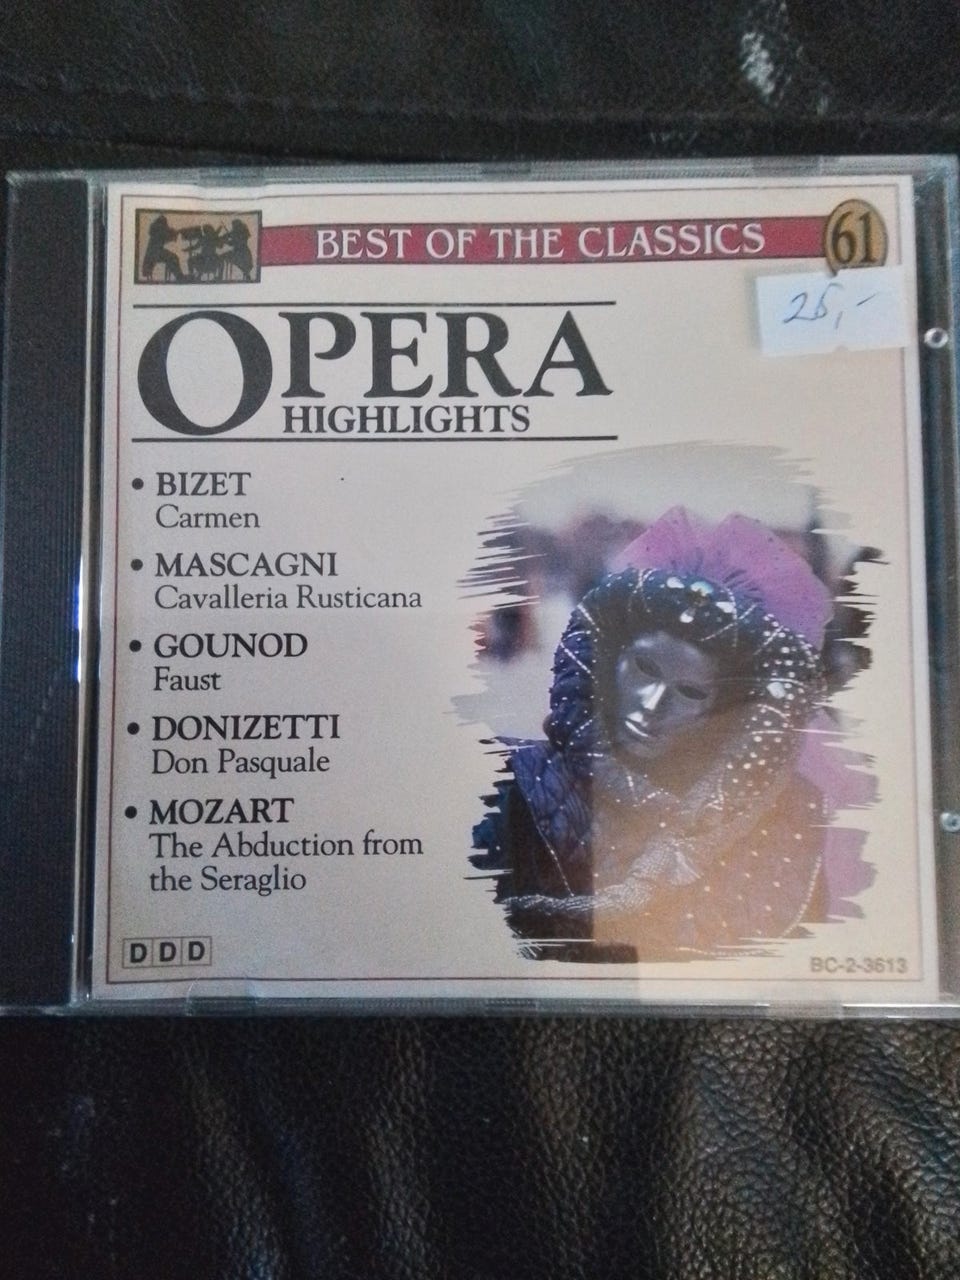 BEST OF THE CLASSICS
61
25,-
OPERA
HIGHLIGHTS
• BIZET
Carmen
• MASCAGNI
Cavalleria Rusticana
• GOUNOD
Faust
• DONIZETTI
Don Pasquale
• MOZART
The Abduction from
the Seraglio
DDD
BC-2-3613